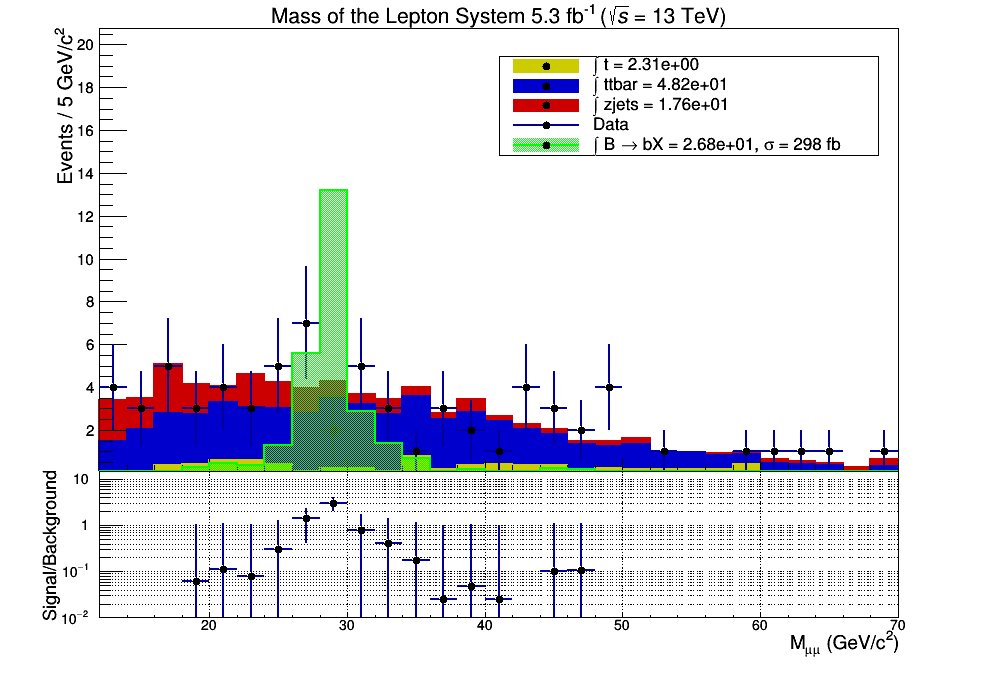 Mass of the Lepton System 5.3 fb⁻¹ (√s = 13 TeV)
Events / 5 GeV/c²
20
18
16
14
12
10
8
6
4
2
∫ t = 2.31e+00
∫ ttbar = 4.82e+01
∫ zjets = 1.76e+01
Data
∫ B → bX = 2.68e+01, σ = 298 fb
Signal/Background
10
1
10⁻¹
10⁻²
20 30 40 50 60 70
M_μμ (GeV/c²)